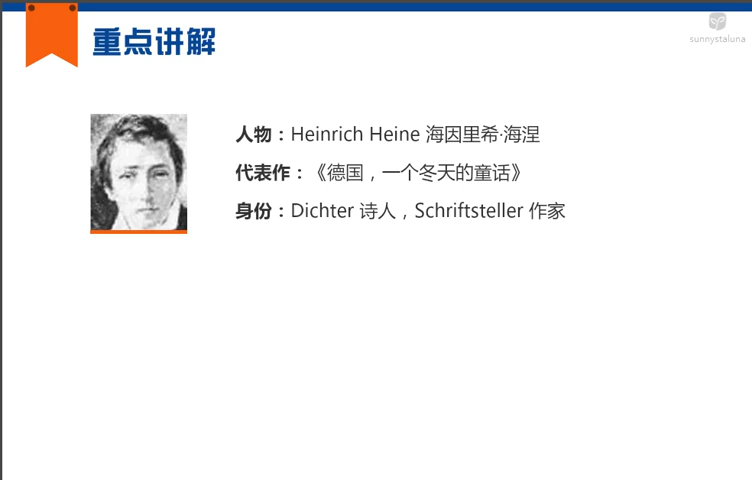 重点讲解
sunnystaluna
人物：Heinrich Heine 海因里希·海涅
代表作：《德国，一个冬天的童话》
身份：Dichter 诗人，Schriftsteller 作家